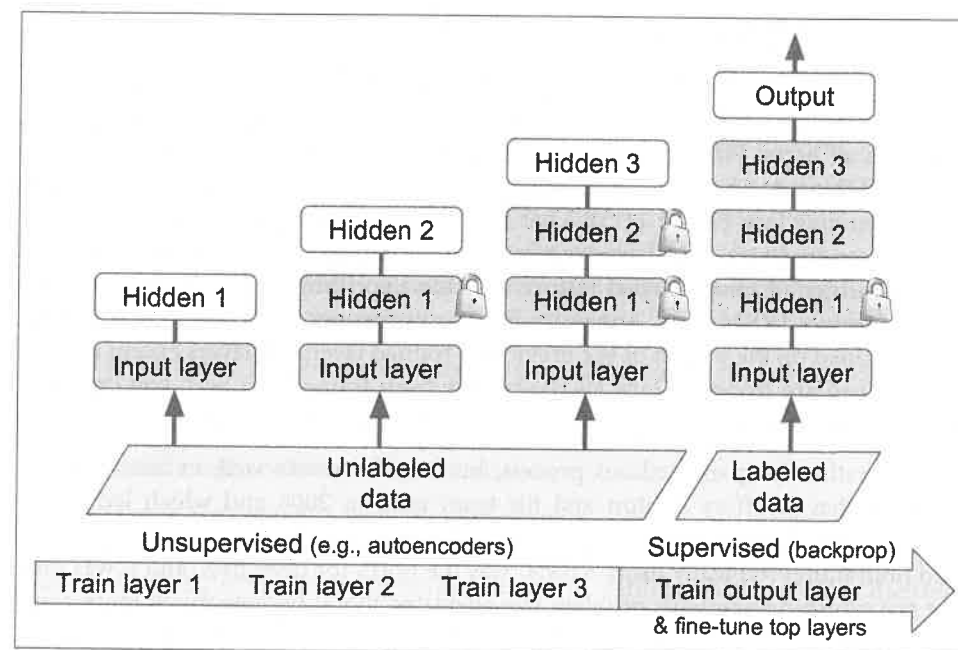 Output
Hidden 3
Hidden 3
Hidden 2
Hidden 2
Hidden 2
Hidden 1
Hidden 1
Hidden 1
Hidden 1
Input layer
Input layer
Input layer
Input layer
Unlabeled
data
Labeled
data
Unsupervised (e.g., autoencoders)
Supervised (backprop)
Train layer 1
Train layer 2
Train layer 3
Train output layer
& fine-tune top layers